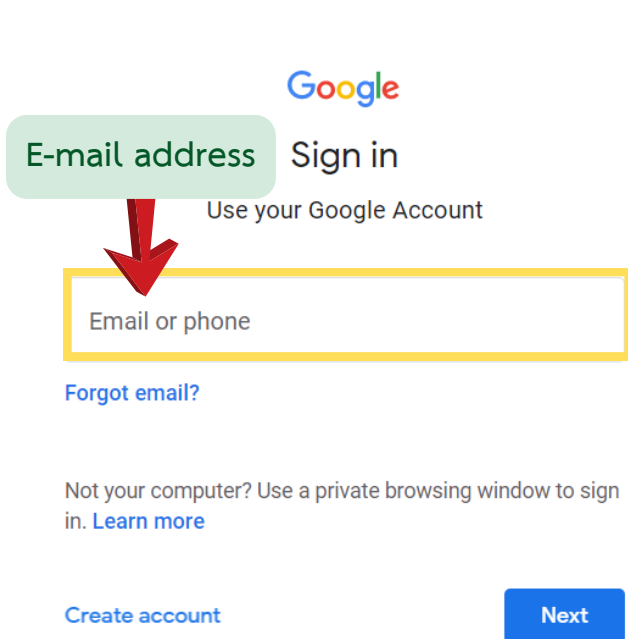 Google
E-mail address
Sign in
Use your Google Account
Email or phone
Forgot email?
Not your computer? Use a private browsing window to sign
in. Learn more
Create account
Next